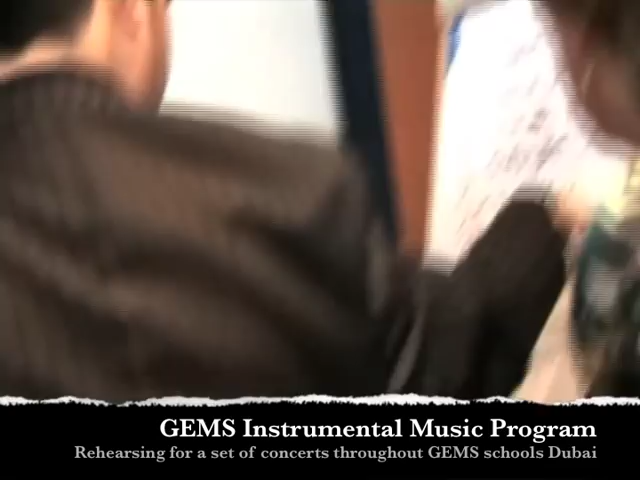 GEMS Instrumental Music Program
Rehearsing for a set of concerts throughout GEMS schools Dubai